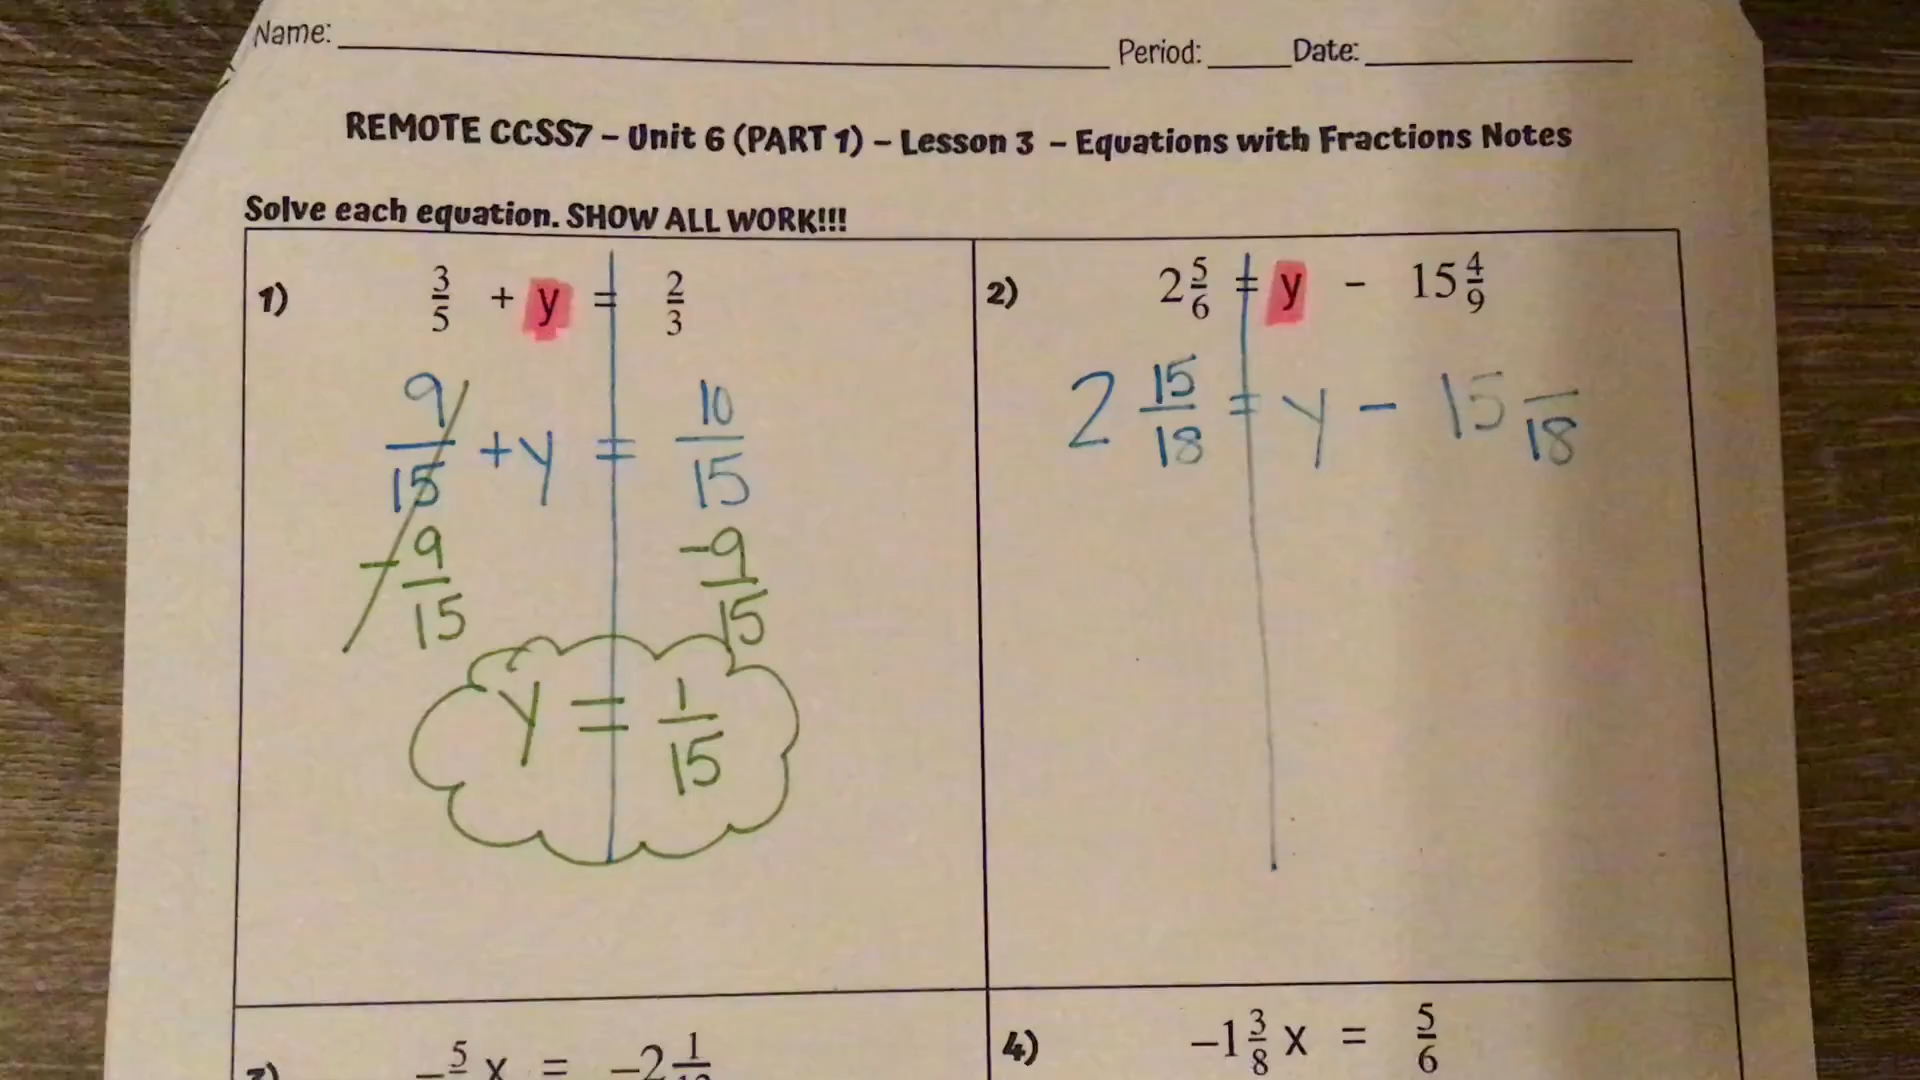 Name: Period: Date:
REMOTE CCSS7 – Unit 6 (PART 1) – Lesson 3 – Equations with Fractions Notes
Solve each equation. SHOW ALL WORK!!!
1) 3/5 + y = 2/3
9/15 + y = 10/15
-9/15 -9/15
y = 1/15
2) 2 5/6 = y - 15 4/9
2 15/18 = y - 15 /18
x = -2
4) -1 3/8 x = 5/6